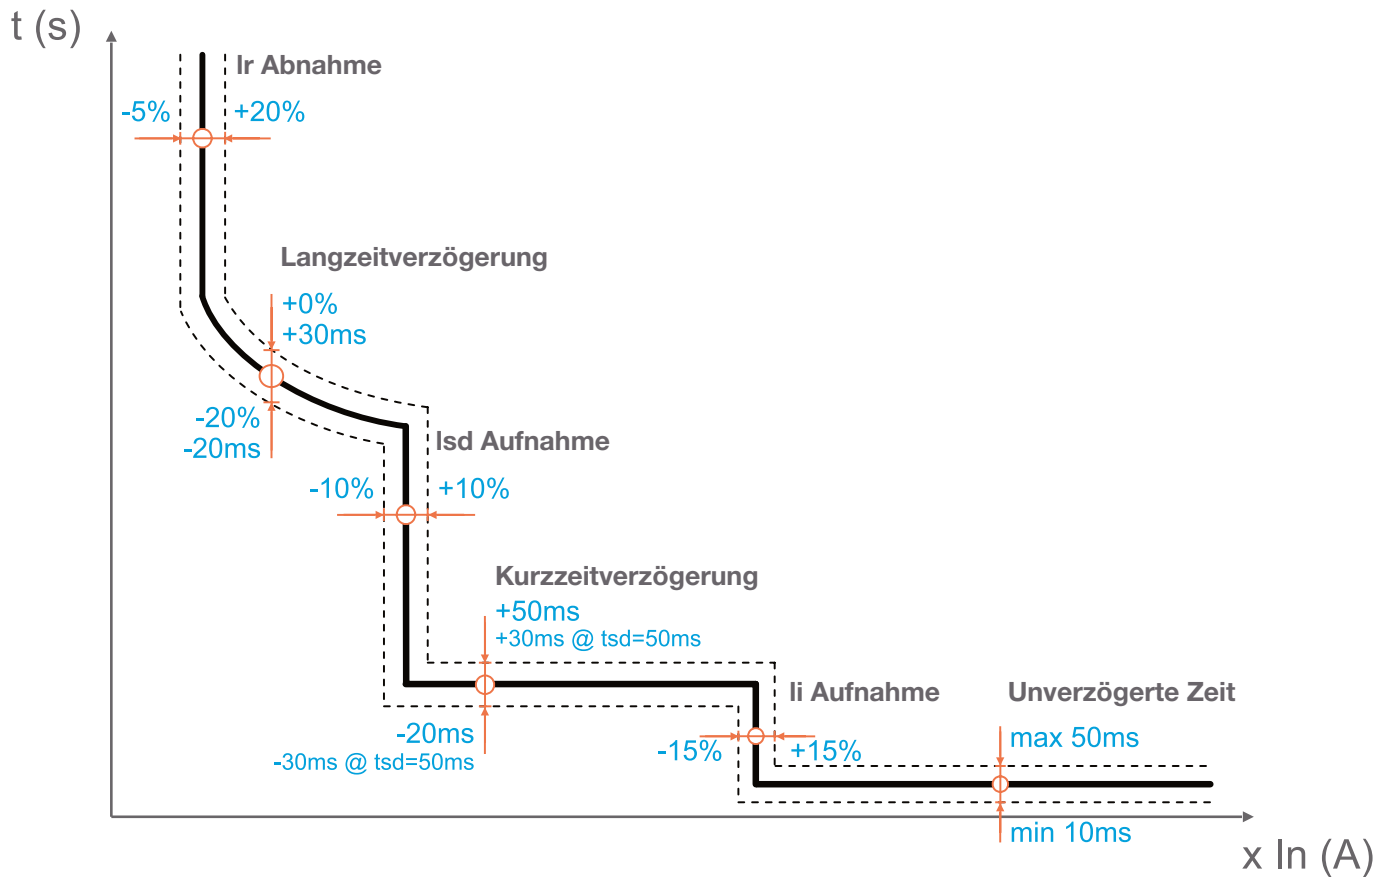 t (s)
Ir Abnahme
-5%
+20%
Langzeitverzögerung
+0%
+30ms
-20%
-20ms
Isd Aufnahme
-10%
+10%
Kurzzeitverzögerung
+50ms
+30ms @ tsd=50ms
-20ms
-30ms @ tsd=50ms
Ii Aufnahme
-15%
+15%
Unverzögerte Zeit
max 50ms
min 10ms
x In (A)